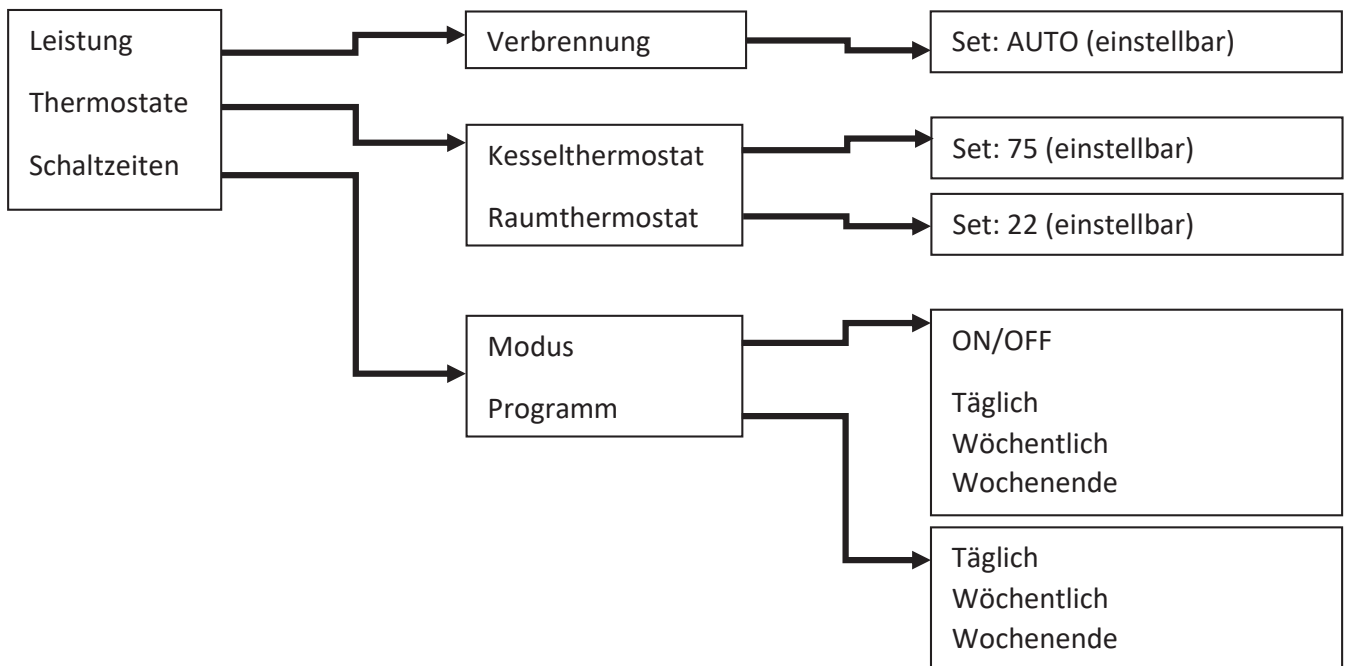 Leistung
Thermostate
Schaltzeiten
Verbrennung
Set: AUTO (einstellbar)
Kesselthermostat
Raumthermostat
Set: 75 (einstellbar)
Set: 22 (einstellbar)
Modus
Programm
ON/OFF
Täglich
Wöchentlich
Wochenende
Täglich
Wöchentlich
Wochenende